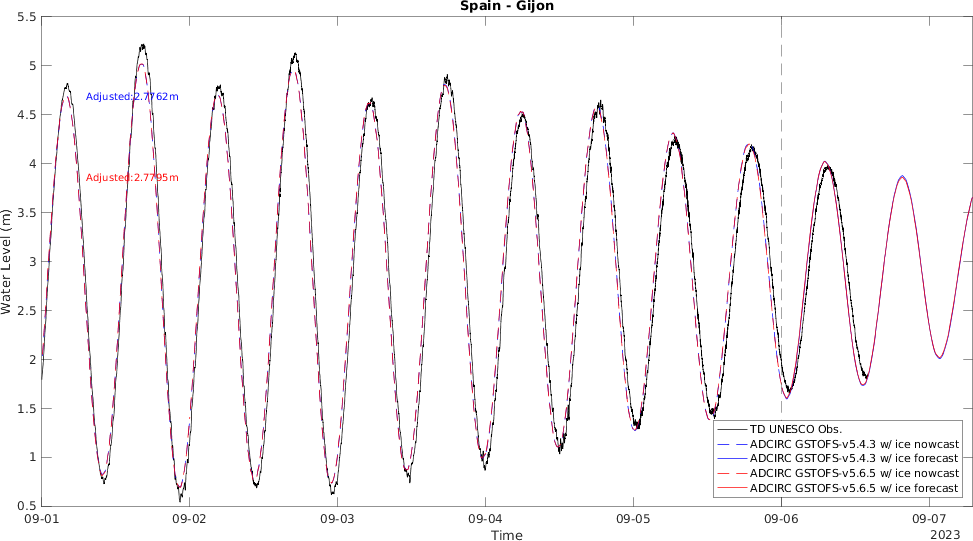 Spain - Gijon
5.5
5
4.5
4
3.5
3
2.5
2
1.5
1
0.5
Water Level (m)
Adjusted:2.7762m
Adjusted:2.7795m
TD UNESCO Obs.
ADCIRC GSTOFS-v5.4.3 w/ ice nowcast
ADCIRC GSTOFS-v5.4.3 w/ ice forecast
ADCIRC GSTOFS-v5.6.5 w/ ice nowcast
ADCIRC GSTOFS-v5.6.5 w/ ice forecast
09-01 09-02 09-03 09-04 09-05 09-06 09-07
Time
2023